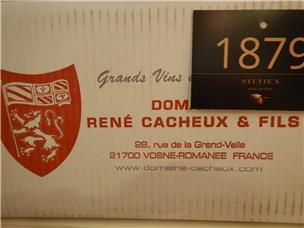 Grands Vins
1879
SYLVIE'S
DOM
RENÉ CACHEUX & FILS
28, rue de la Grand-Velle
21700 VOSNE-ROMANEE FRANCE
www.domaine-cacheux.com